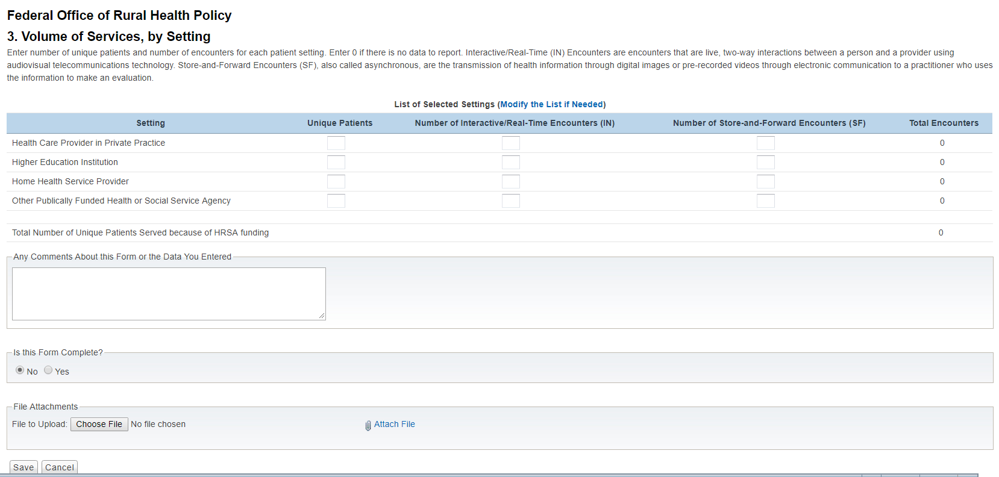 Federal Office of Rural Health Policy
3. Volume of Services, by Setting
Enter number of unique patients and number of encounters for each patient setting. Enter 0 if there is no data to report. Interactive/Real-Time (IN) Encounters are encounters that are live, two-way interactions between a person and a provider using
audiovisual telecommunications technology. Store-and-Forward Encounters (SF), also called asynchronous, are the transmission of health information through digital images or pre-recorded videos through electronic communication to a practitioner who uses
the information to make an evaluation.
List of Selected Settings (Modify the List if Needed)
Setting Unique Patients Number of Interactive/Real-Time Encounters (IN) Number of Store-and-Forward Encounters (SF) Total Encounters
Health Care Provider in Private Practice 0
Higher Education Institution 0
Home Health Service Provider 0
Other Publically Funded Health or Social Service Agency 0
Total Number of Unique Patients Served because of HRSA funding 0
Any Comments About this Form or the Data You Entered
Is this Form Complete?
No Yes
File Attachments
File to Upload: Choose File No file chosen Attach File
Save Cancel